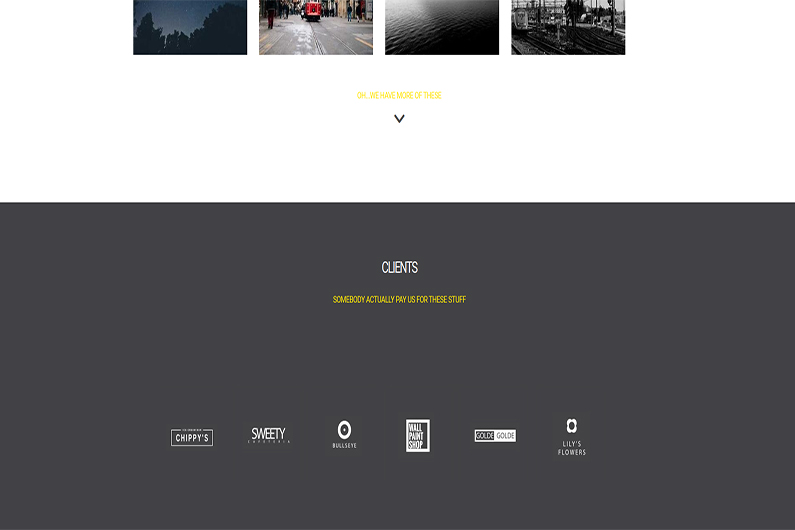 OH...WE HAVE MORE OF THESE
CLIENTS
SOMEBODY ACTUALLY PAY US FOR THESE STUFF
CHIPPY'S
SWEETY
CAFETERIA
BULLSEYE
WALL
PAINT
SHOP
GOLDE GOLDE
LILY'S
FLOWERS